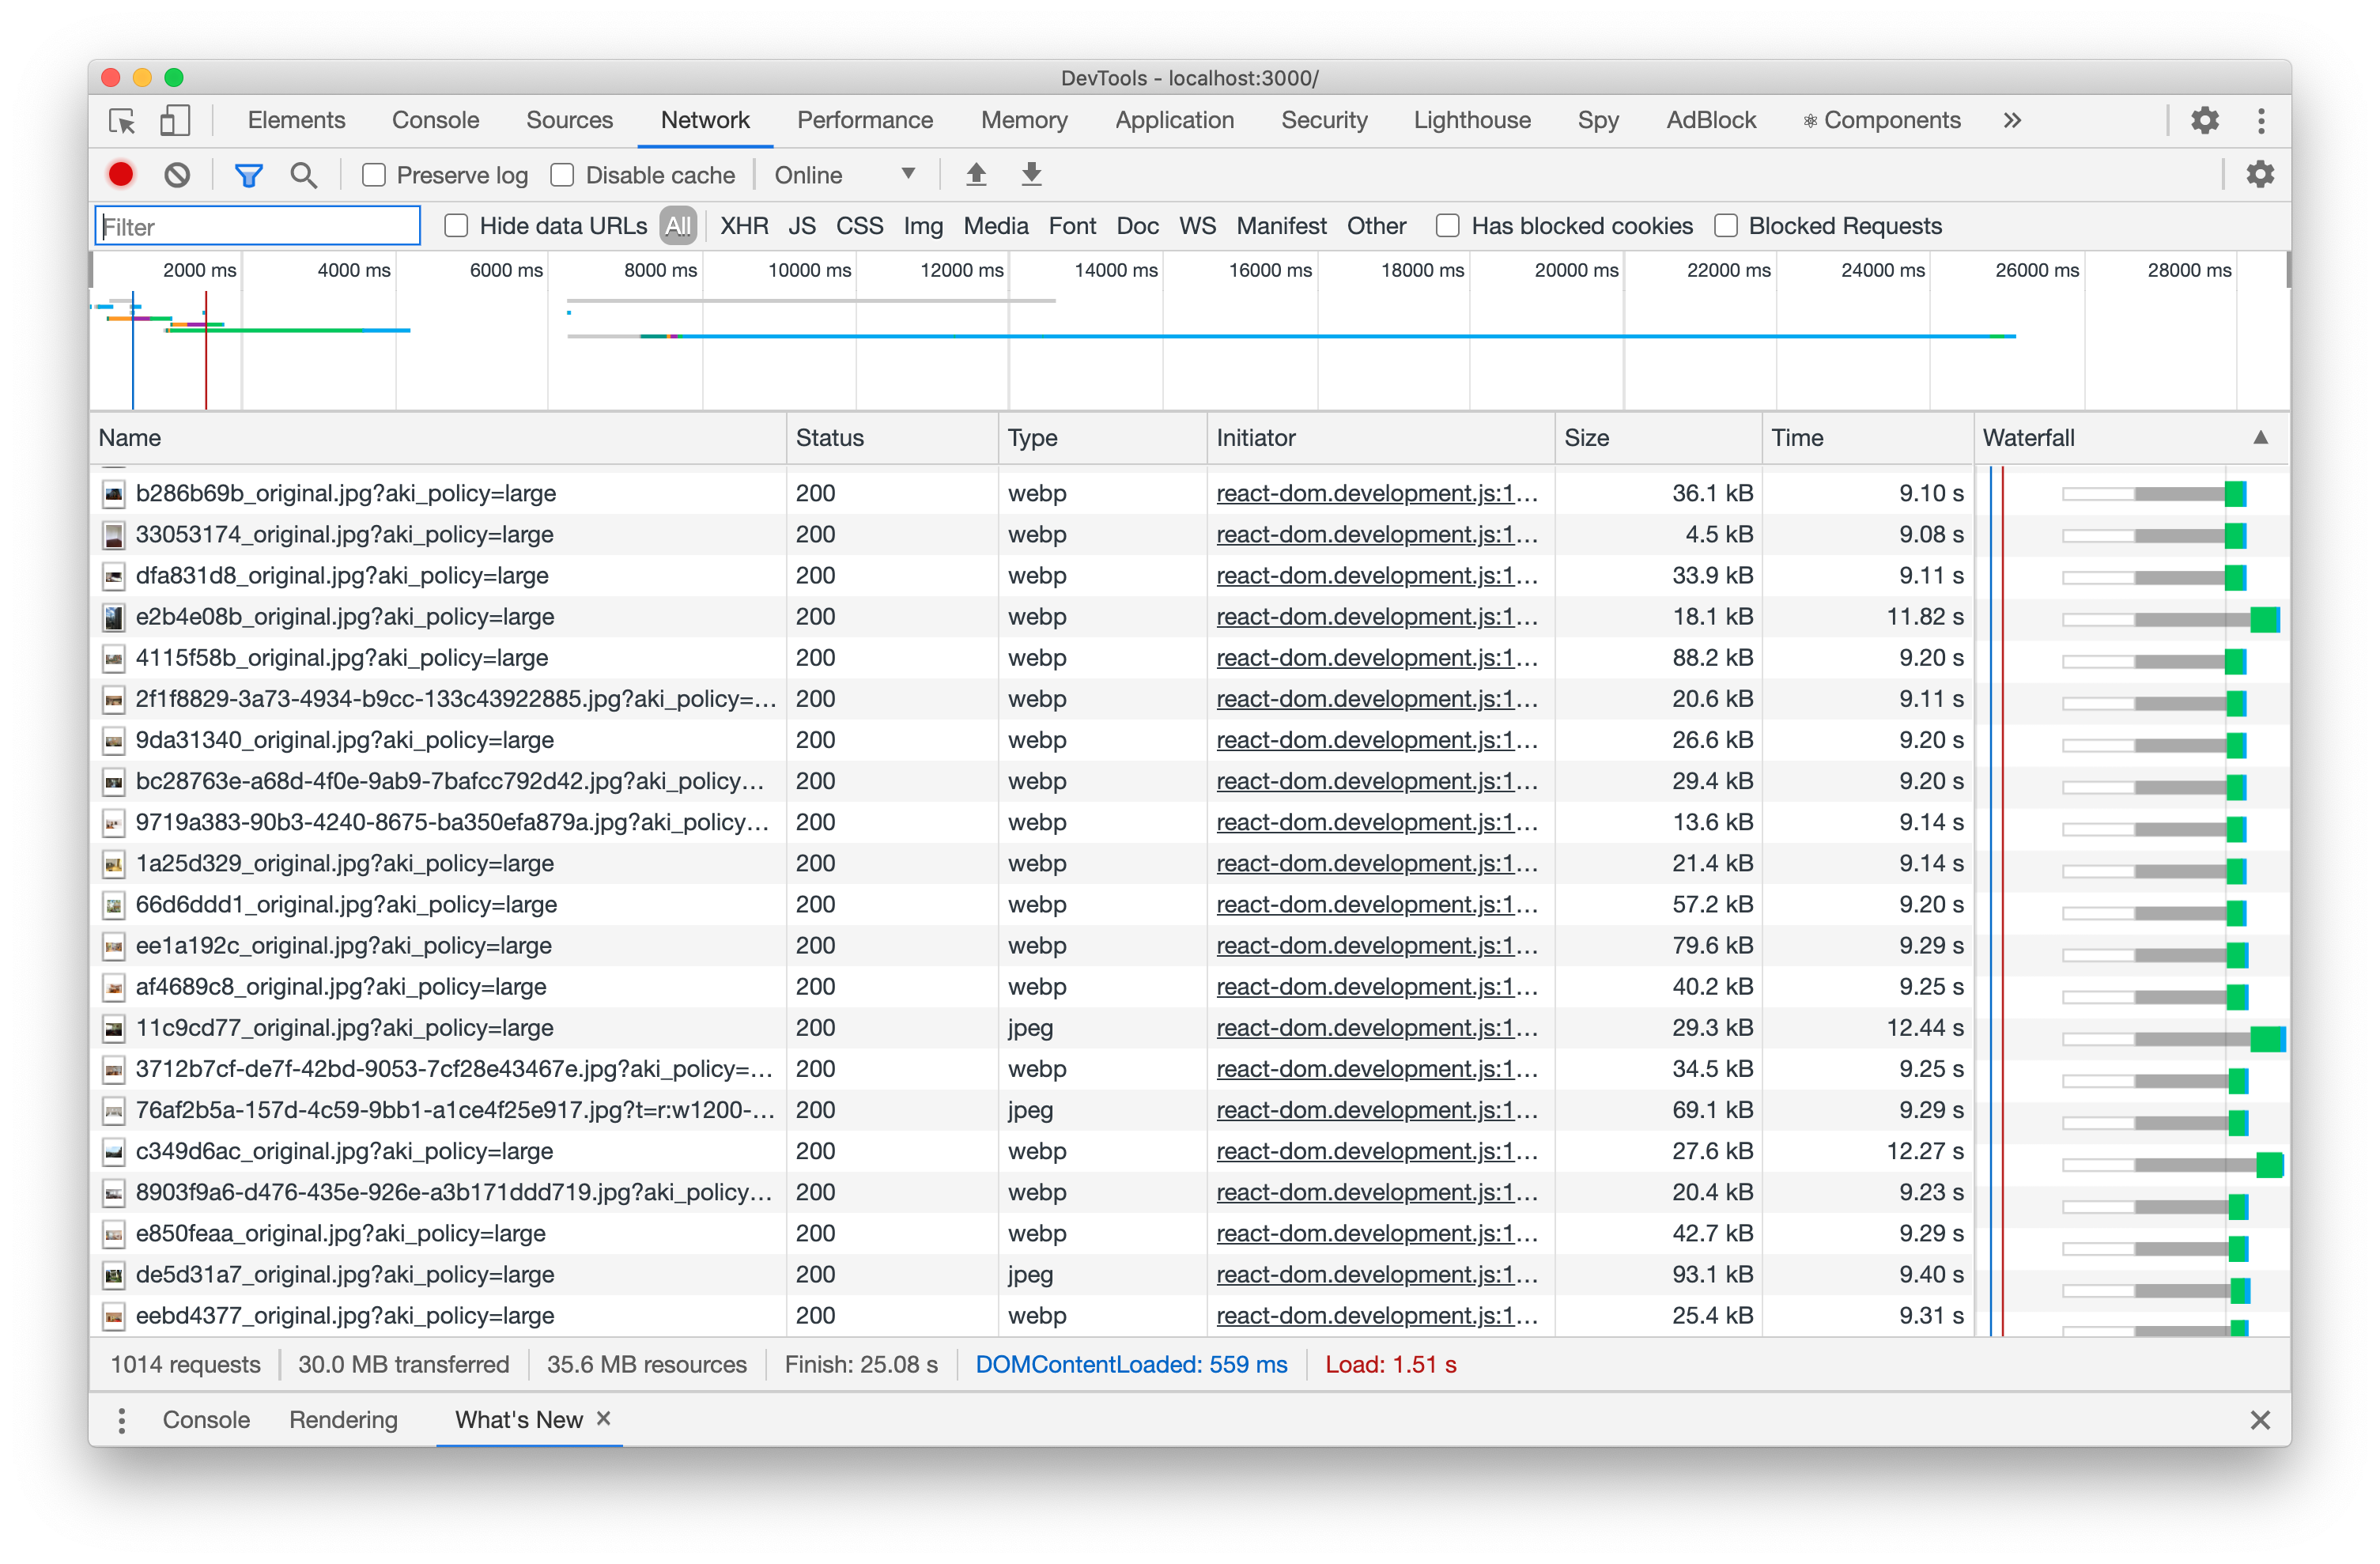 DevTools - localhost:3000/
Elements Console Sources Network Performance Memory Application Security Lighthouse Spy AdBlock ⚛ Components »
Preserve log Disable cache Online
Filter Hide data URLs All XHR JS CSS Img Media Font Doc WS Manifest Other Has blocked cookies Blocked Requests
2000 ms 4000 ms 6000 ms 8000 ms 10000 ms 12000 ms 14000 ms 16000 ms 18000 ms 20000 ms 22000 ms 24000 ms 26000 ms 28000 ms
Name Status Type Initiator Size Time Waterfall
b286b69b_original.jpg?aki_policy=large 200 webp react-dom.development.js:1... 36.1 kB 9.10 s
33053174_original.jpg?aki_policy=large 200 webp react-dom.development.js:1... 4.5 kB 9.08 s
dfa831d8_original.jpg?aki_policy=large 200 webp react-dom.development.js:1... 33.9 kB 9.11 s
e2b4e08b_original.jpg?aki_policy=large 200 webp react-dom.development.js:1... 18.1 kB 11.82 s
4115f58b_original.jpg?aki_policy=large 200 webp react-dom.development.js:1... 88.2 kB 9.20 s
2f1f8829-3a73-4934-b9cc-133c43922885.jpg?aki_policy=... 200 webp react-dom.development.js:1... 20.6 kB 9.11 s
9da31340_original.jpg?aki_policy=large 200 webp react-dom.development.js:1... 26.6 kB 9.20 s
bc28763e-a68d-4f0e-9ab9-7bafcc792d42.jpg?aki_policy... 200 webp react-dom.development.js:1... 29.4 kB 9.20 s
9719a383-90b3-4240-8675-ba350efa879a.jpg?aki_policy... 200 webp react-dom.development.js:1... 13.6 kB 9.14 s
1a25d329_original.jpg?aki_policy=large 200 webp react-dom.development.js:1... 21.4 kB 9.14 s
66d6ddd1_original.jpg?aki_policy=large 200 webp react-dom.development.js:1... 57.2 kB 9.20 s
ee1a192c_original.jpg?aki_policy=large 200 webp react-dom.development.js:1... 79.6 kB 9.29 s
af4689c8_original.jpg?aki_policy=large 200 webp react-dom.development.js:1... 40.2 kB 9.25 s
11c9cd77_original.jpg?aki_policy=large 200 jpeg react-dom.development.js:1... 29.3 kB 12.44 s
3712b7cf-de7f-42bd-9053-7cf28e43467e.jpg?aki_policy=... 200 webp react-dom.development.js:1... 34.5 kB 9.25 s
76af2b5a-157d-4c59-9bb1-a1ce4f25e917.jpg?t=r:w1200-... 200 jpeg react-dom.development.js:1... 69.1 kB 9.29 s
c349d6ac_original.jpg?aki_policy=large 200 webp react-dom.development.js:1... 27.6 kB 12.27 s
8903f9a6-d476-435e-926e-a3b171ddd719.jpg?aki_policy... 200 webp react-dom.development.js:1... 20.4 kB 9.23 s
e850feaa_original.jpg?aki_policy=large 200 webp react-dom.development.js:1... 42.7 kB 9.29 s
de5d31a7_original.jpg?aki_policy=large 200 jpeg react-dom.development.js:1... 93.1 kB 9.40 s
eebd4377_original.jpg?aki_policy=large 200 webp react-dom.development.js:1... 25.4 kB 9.31 s
1014 requests 30.0 MB transferred 35.6 MB resources Finish: 25.08 s DOMContentLoaded: 559 ms Load: 1.51 s
Console Rendering What's New ×